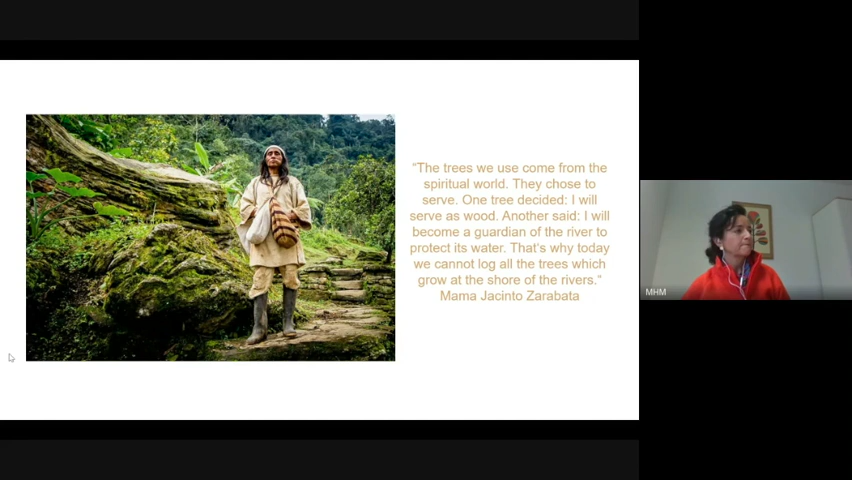 “The trees we use come from the
spiritual world. They chose to
serve. One tree decided: I will
serve as wood. Another said: I will
become a guardian of the river to
protect its water. That‘s why today
we cannot log all the trees which
grow at the shore of the rivers.“
Mama Jacinto Zarabata
MHM